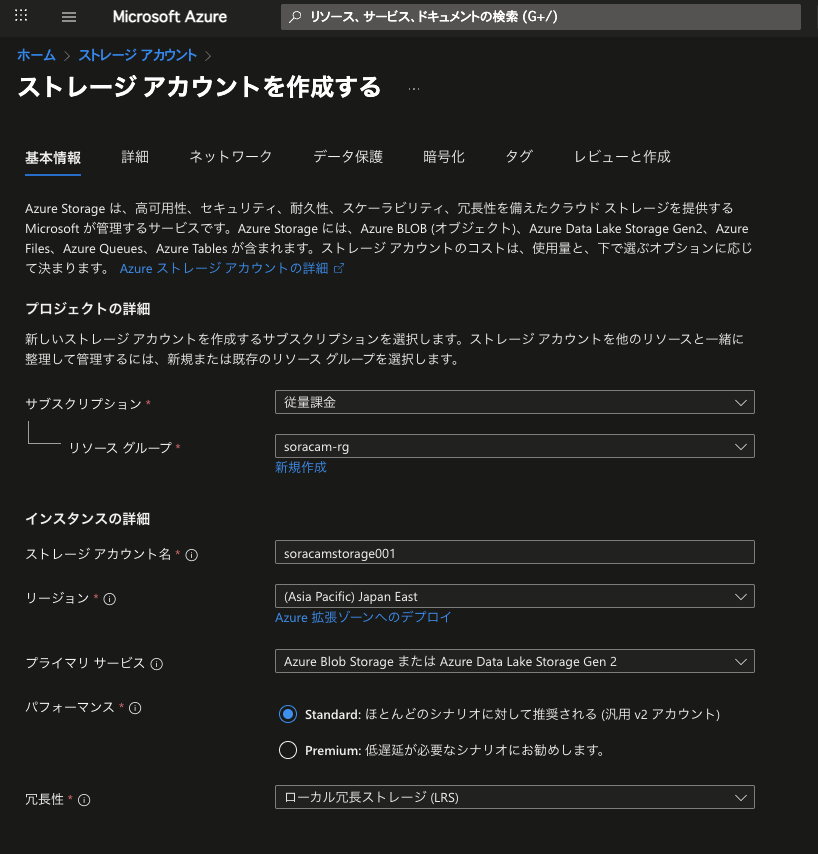 Microsoft Azure
リソース、サービス、ドキュメントの検索 (G+/)
ホーム > ストレージ アカウント >
ストレージ アカウントを作成する ...
基本情報 詳細 ネットワーク データ保護 暗号化 タグ レビューと作成
Azure Storage は、高可用性、セキュリティ、耐久性、スケーラビリティ、冗長性を備えたクラウド ストレージを提供する
Microsoft が管理するサービスです。Azure Storage には、Azure BLOB (オブジェクト)、Azure Data Lake Storage Gen2、Azure
Files、Azure Queues、Azure Tables が含まれます。ストレージ アカウントのコストは、使用量と、下で選ぶオプションに応じ
て決まります。 Azure ストレージ アカウントの詳細
プロジェクトの詳細
新しいストレージ アカウントを作成するサブスクリプションを選択します。ストレージ アカウントを他のリソースと一緒に
整理して管理するには、新規または既存のリソース グループを選択します。
サブスクリプション * 従量課金
リソース グループ * soracam-rg
新規作成
インスタンスの詳細
ストレージ アカウント名 * soracamstorage001
リージョン * (Asia Pacific) Japan East
Azure 拡張ゾーンへのデプロイ
プライマリ サービス Azure Blob Storage または Azure Data Lake Storage Gen 2
パフォーマンス * Standard: ほとんどのシナリオに対して推奨される (汎用 v2 アカウント)
Premium: 低遅延が必要なシナリオにお勧めします。
冗長性 * ローカル冗長ストレージ (LRS)